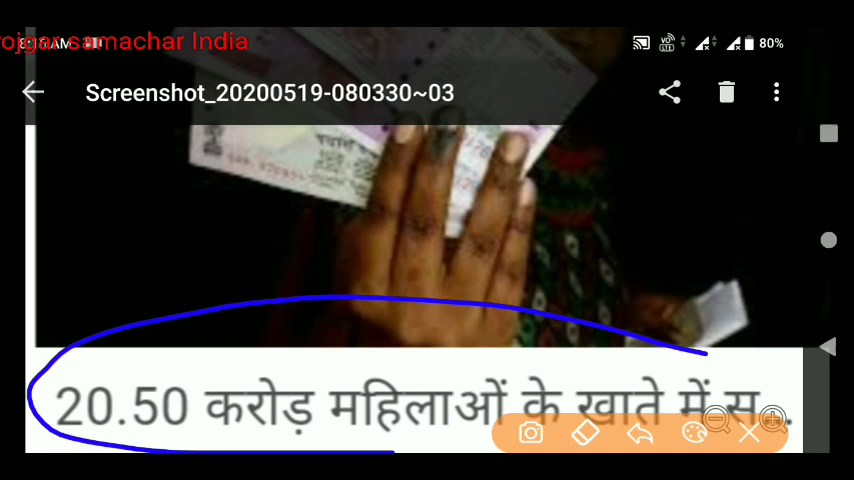 rojgar samachar India
80%
Screenshot_20200519-080330~03
20.50 करोड़ महिलाओं के खाते में स...